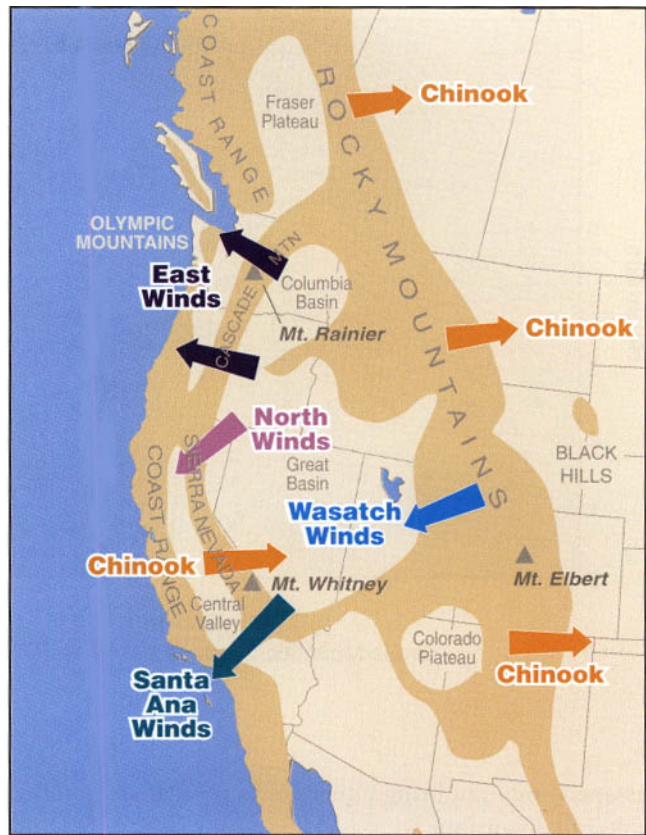 COAST RANGE
ROCKY MOUNTAINS
Fraser
Plateau
Chinook
OLYMPIC
MOUNTAINS
East
Winds
CASCADE MTN
Columbia
Basin
Mt. Rainier
Chinook
North
Winds
SIERRA NEVADA
COAST RANGE
Great
Basin
BLACK
HILLS
Wasatch
Winds
Chinook
Mt. Whitney
Mt. Elbert
Central
Valley
Colorado
Plateau
Chinook
Santa
Ana
Winds